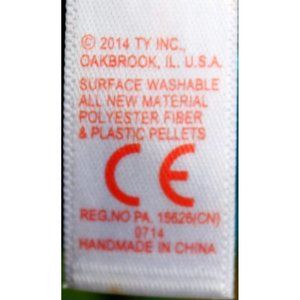 © 2014 TY INC.,
OAKBROOK, IL. U.S.A.
SURFACE WASHABLE
ALL NEW MATERIAL
POLYESTER FIBER
& PLASTIC PELLETS
CE
REG.NO PA. 15626(CN)
0714
HANDMADE IN CHINA